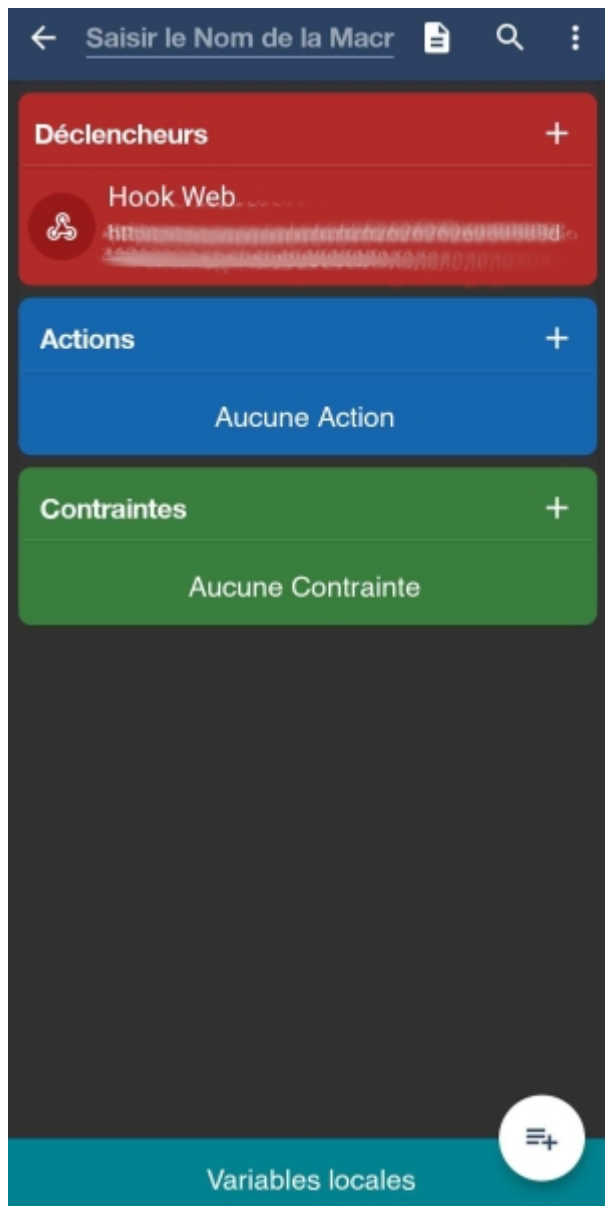 Saisir le Nom de la Macr
Déclencheurs
Hook Web
Actions
Aucune Action
Contraintes
Aucune Contrainte
Variables locales